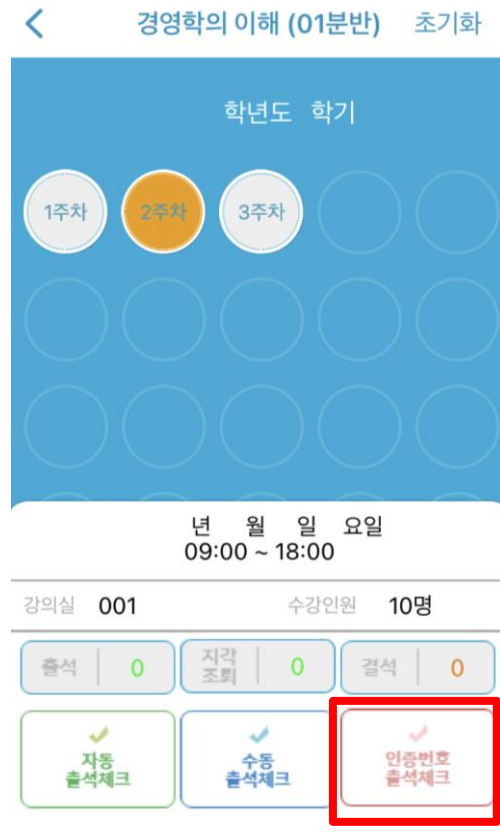 경영학의 이해 (01분반) 초기화
학년도 학기
1주차 2주차 3주차
년 월 일 요일
09:00 ~ 18:00
강의실 001 수강인원 10명
출석 0 지각 조퇴 0 결석 0
자동 출석체크
수동 출석체크
인증번호 출석체크